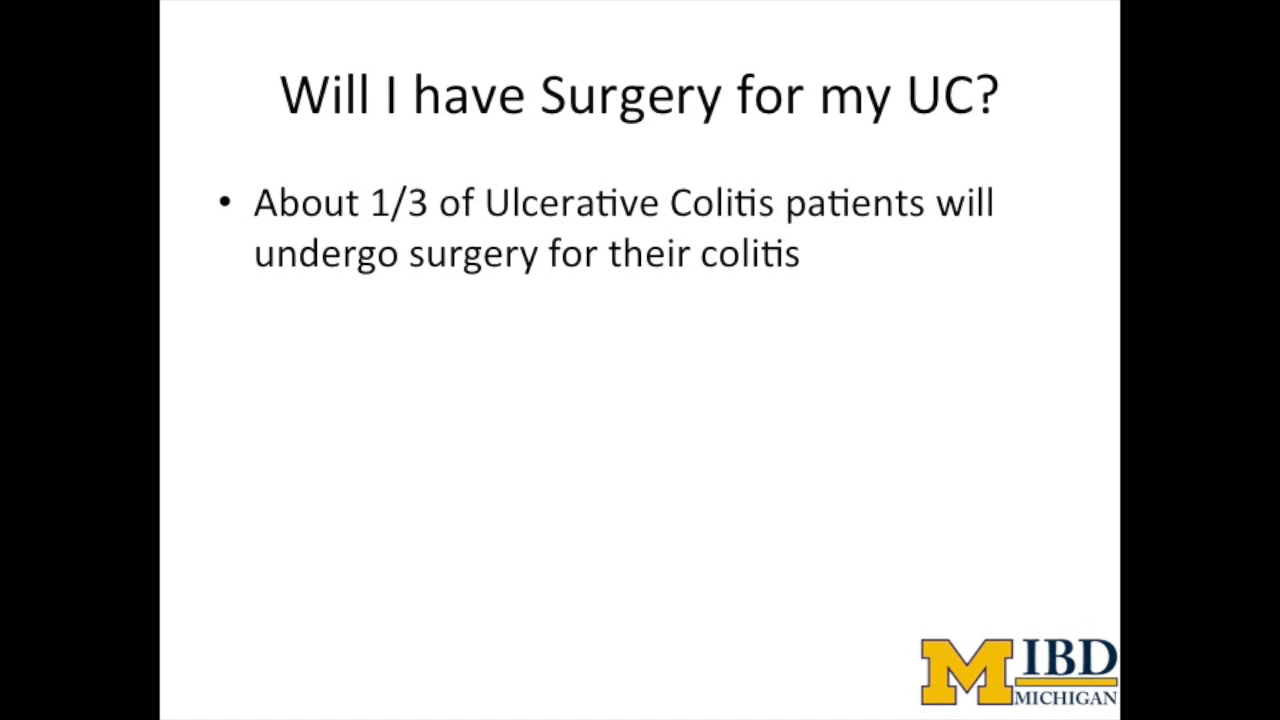 Will I have Surgery for my UC?
• About 1/3 of Ulcerative Colitis patients will
undergo surgery for their colitis
M IBD
MICHIGAN